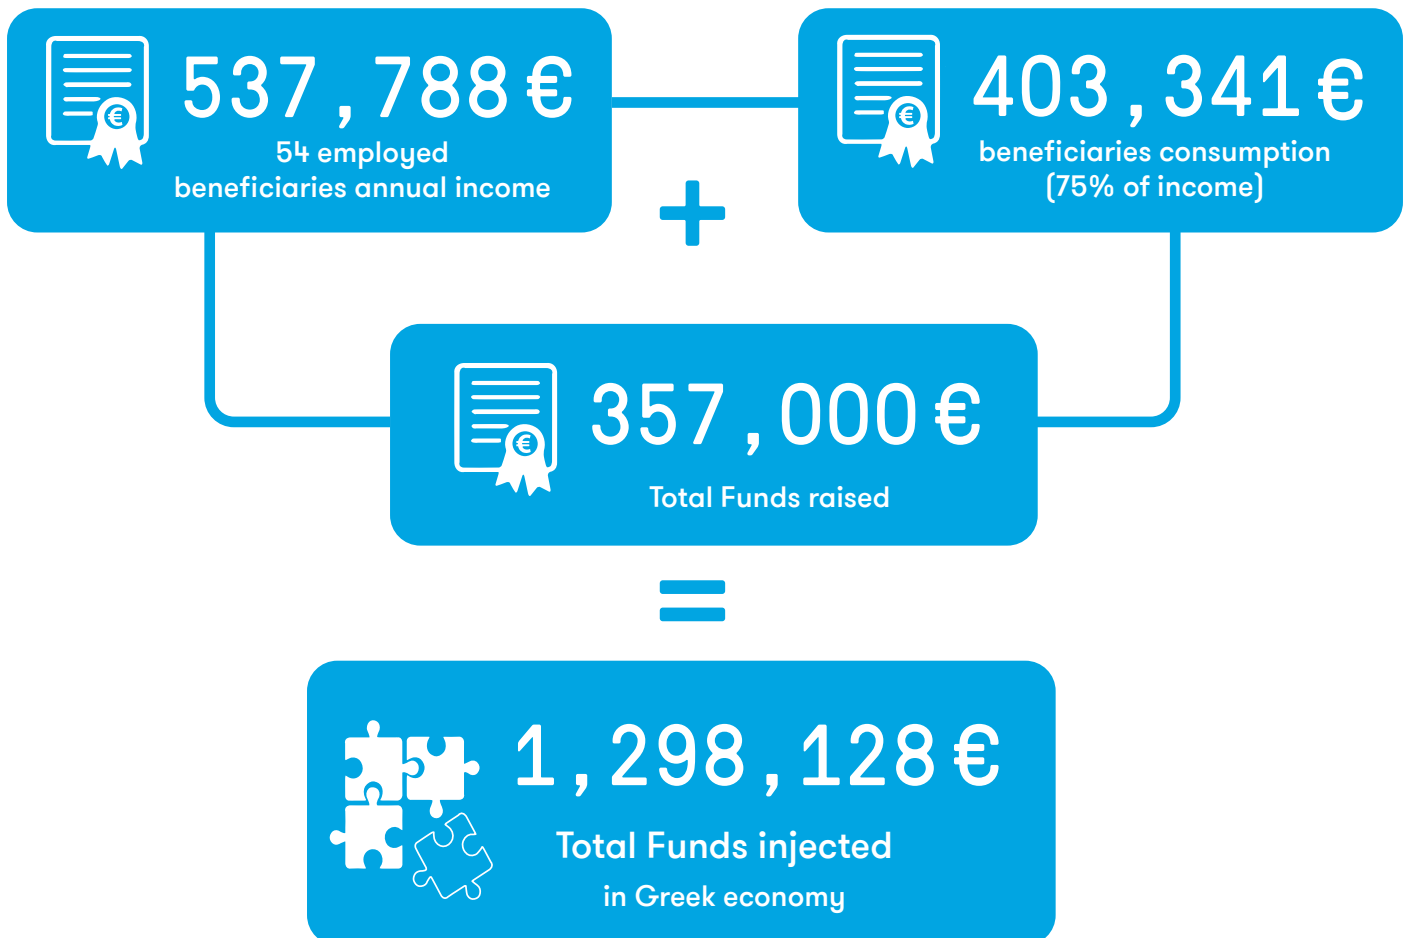 537,788€
54 employed
beneficiaries annual income
403,341€
beneficiaries consumption
(75% of income)
+
357,000€
Total Funds raised
=
1,298,128€
Total Funds injected
in Greek economy